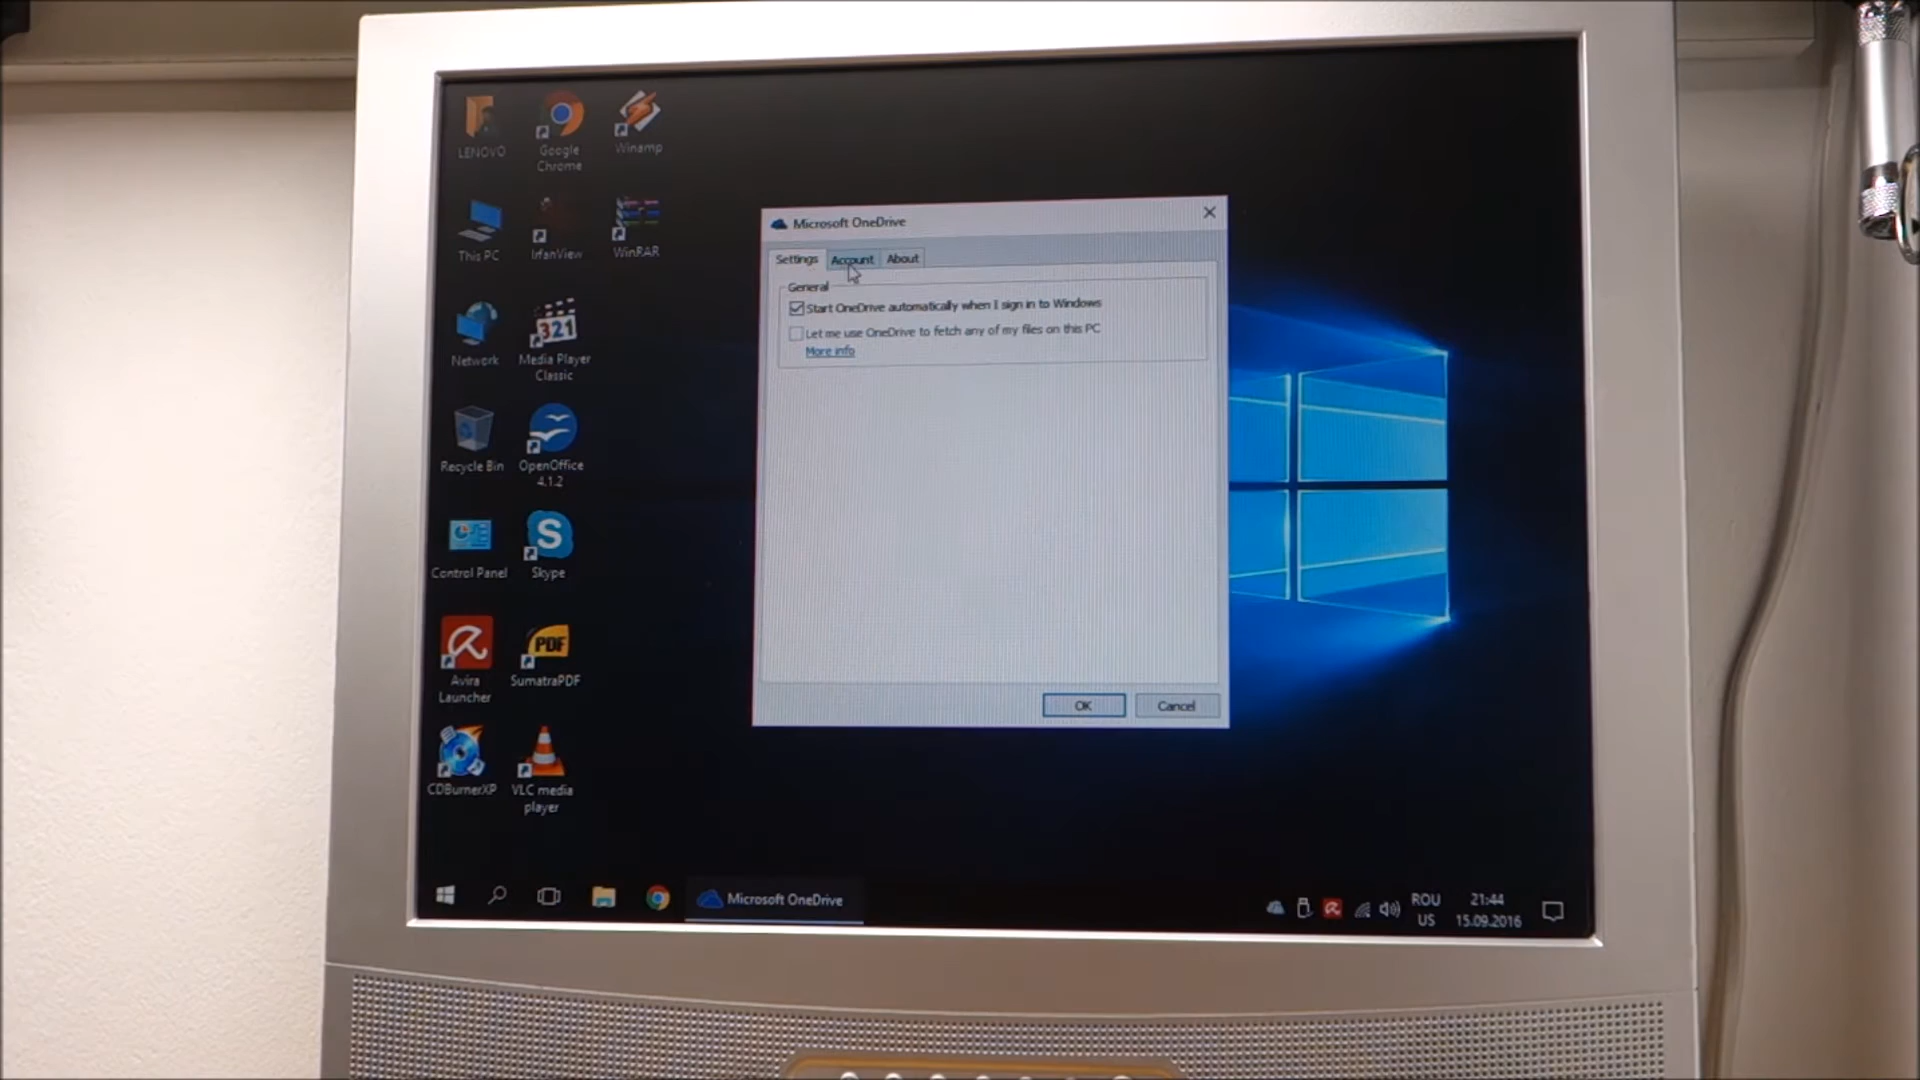 LENOVO
Google
Chrome
Winamp
This PC
IrfanView
WinRAR
Network
321
Media Player
Classic
Recycle Bin
OpenOffice
4.1.2
Control Panel
S
Skype
Avira
Launcher
PDF
SumatraPDF
CDBurnerXP
VLC media
player
Microsoft OneDrive
Settings
Account
About
General
Start OneDrive automatically when I sign in to Windows
Let me use OneDrive to fetch any of my files on this PC
More info
OK
Cancel
Microsoft OneDrive
ROU
US
21:44
15.09.2016